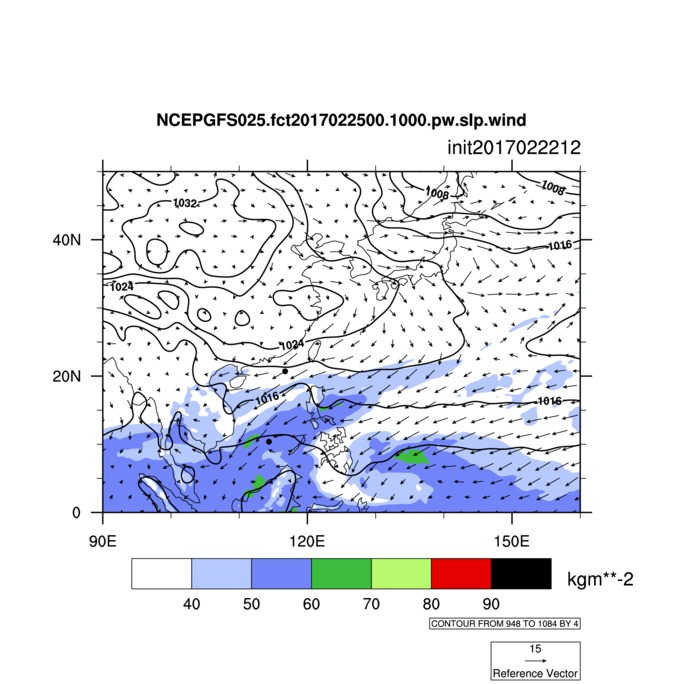 NCEPGFS025.fct2017022500.1000.pw.slp.wind
init2017022212
1008
1008
1032
40N
1016
1024
1024
20N
1016
1016
0
90E 120E 150E
40 50 60 70 80 90
kgm**-2
CONTOUR FROM 948 TO 1084 BY 4
15
Reference Vector